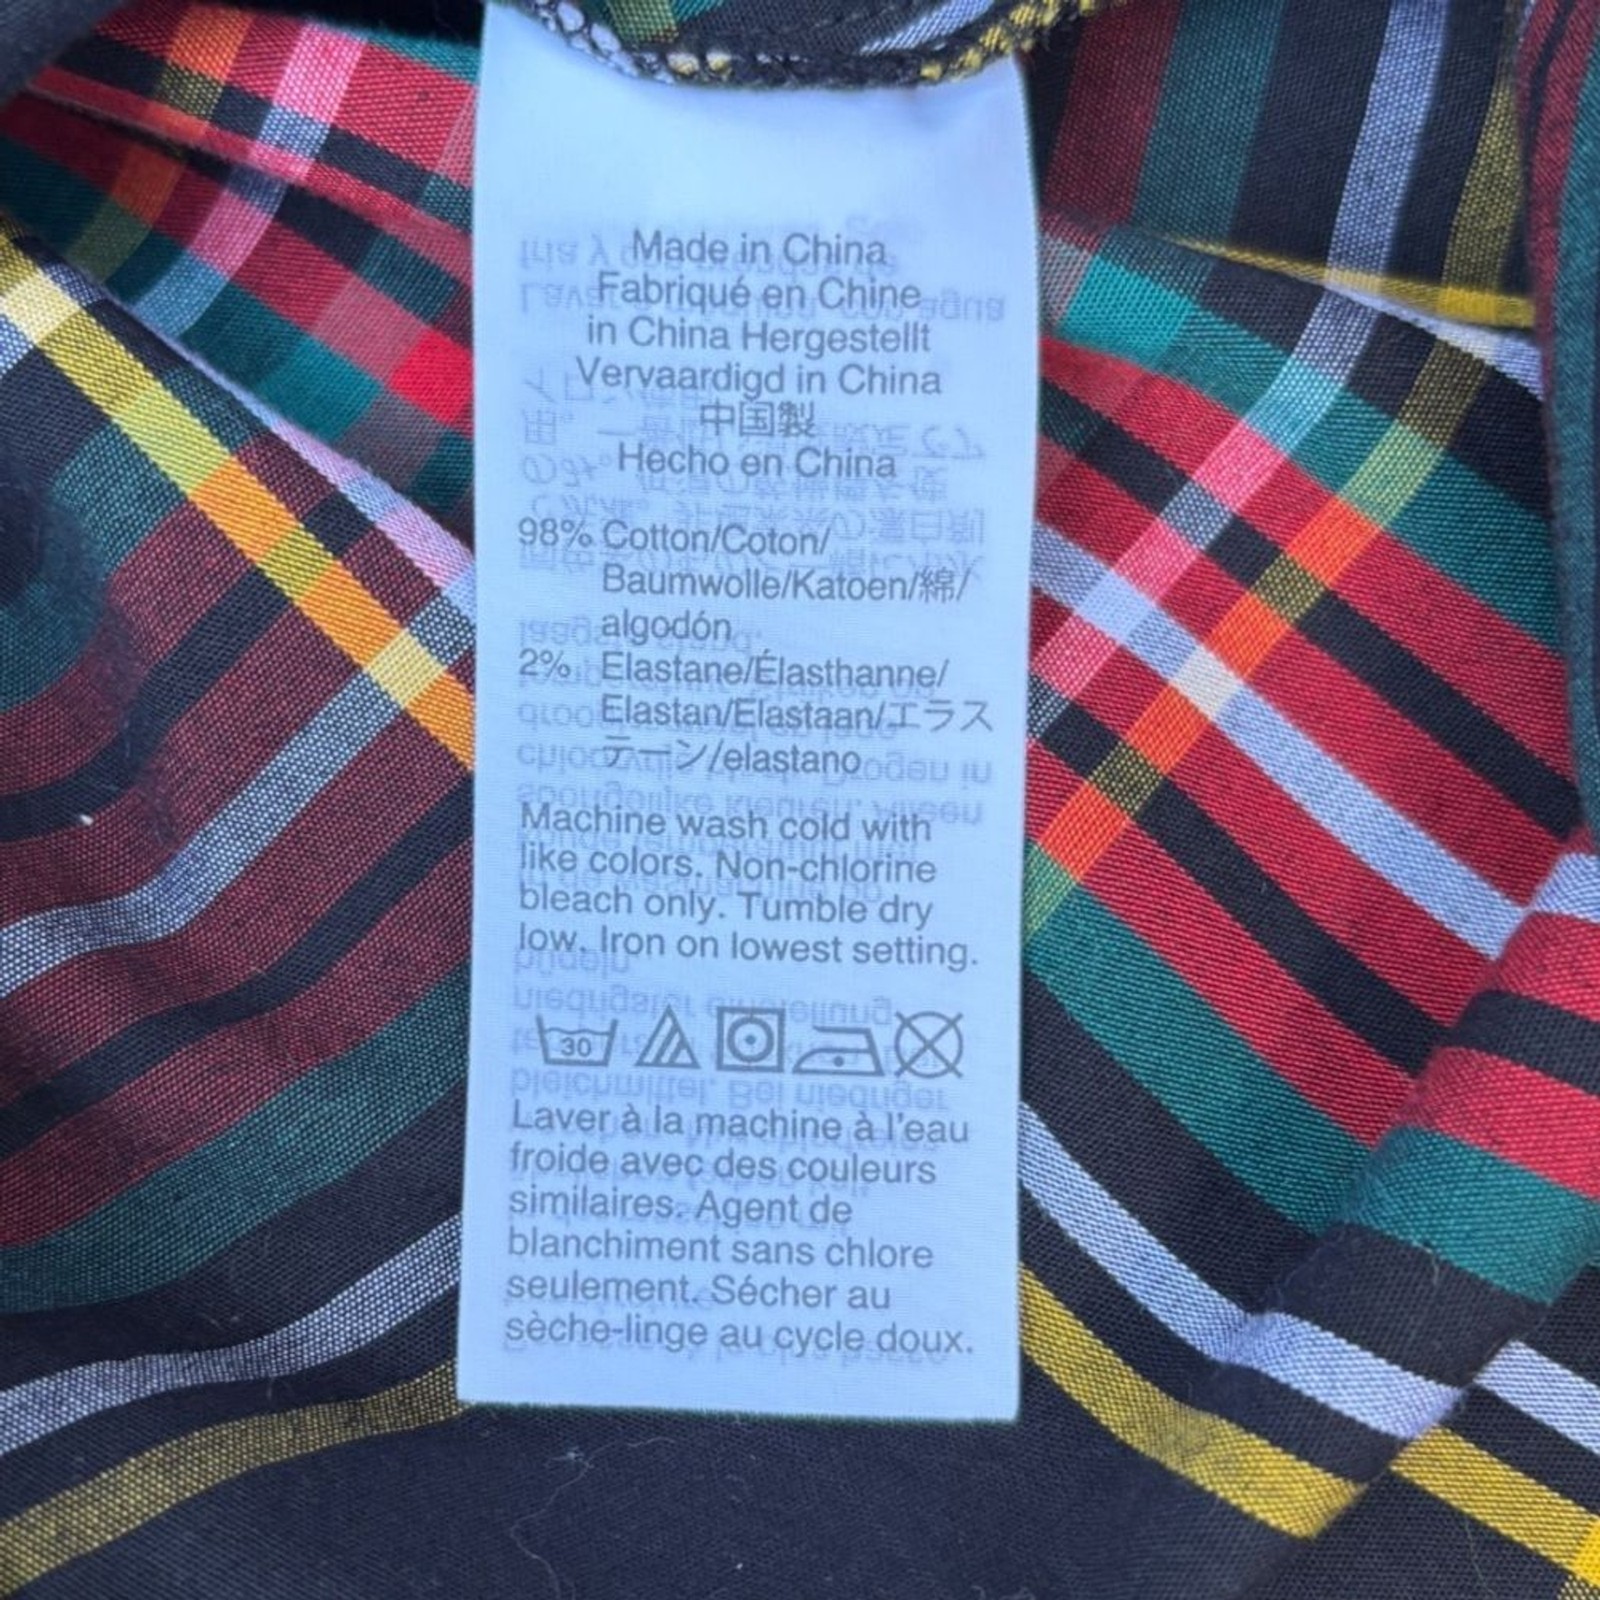 Made in China
Fabriqué en Chine
in China Hergestellt
Vervaardigd in China
中国製
Hecho en China
98% Cotton/Coton/
Baumwolle/Katoen/綿/
algodón
2% Elastane/Élasthanne/
Elastan/Elastaan/エラス
テーン/elastano
Machine wash cold with
like colors. Non-chlorine
bleach only. Tumble dry
low. Iron on lowest setting.
30
Laver à la machine à l'eau
froide avec des couleurs
similaires. Agent de
blanchiment sans chlore
seulement. Sécher au
sèche-linge au cycle doux.